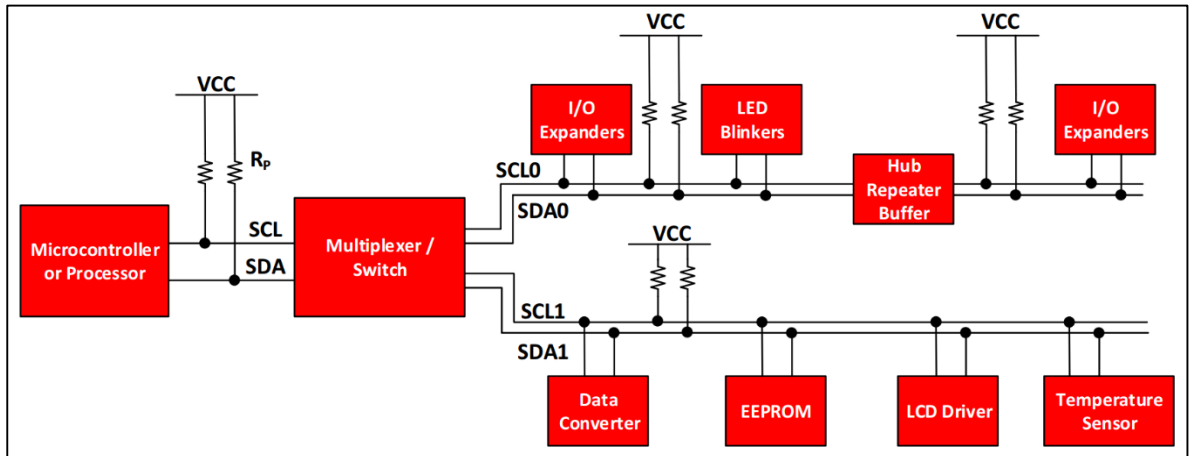 VCC
VCC
VCC
I/O
Expanders
LED
Blinkers
I/O
Expanders
R_P
SCL0
SDA0
Hub
Repeater
Buffer
Microcontroller
or Processor
SCL
SDA
Multiplexer /
Switch
VCC
SCL1
SDA1
Data
Converter
EEPROM
LCD Driver
Temperature
Sensor